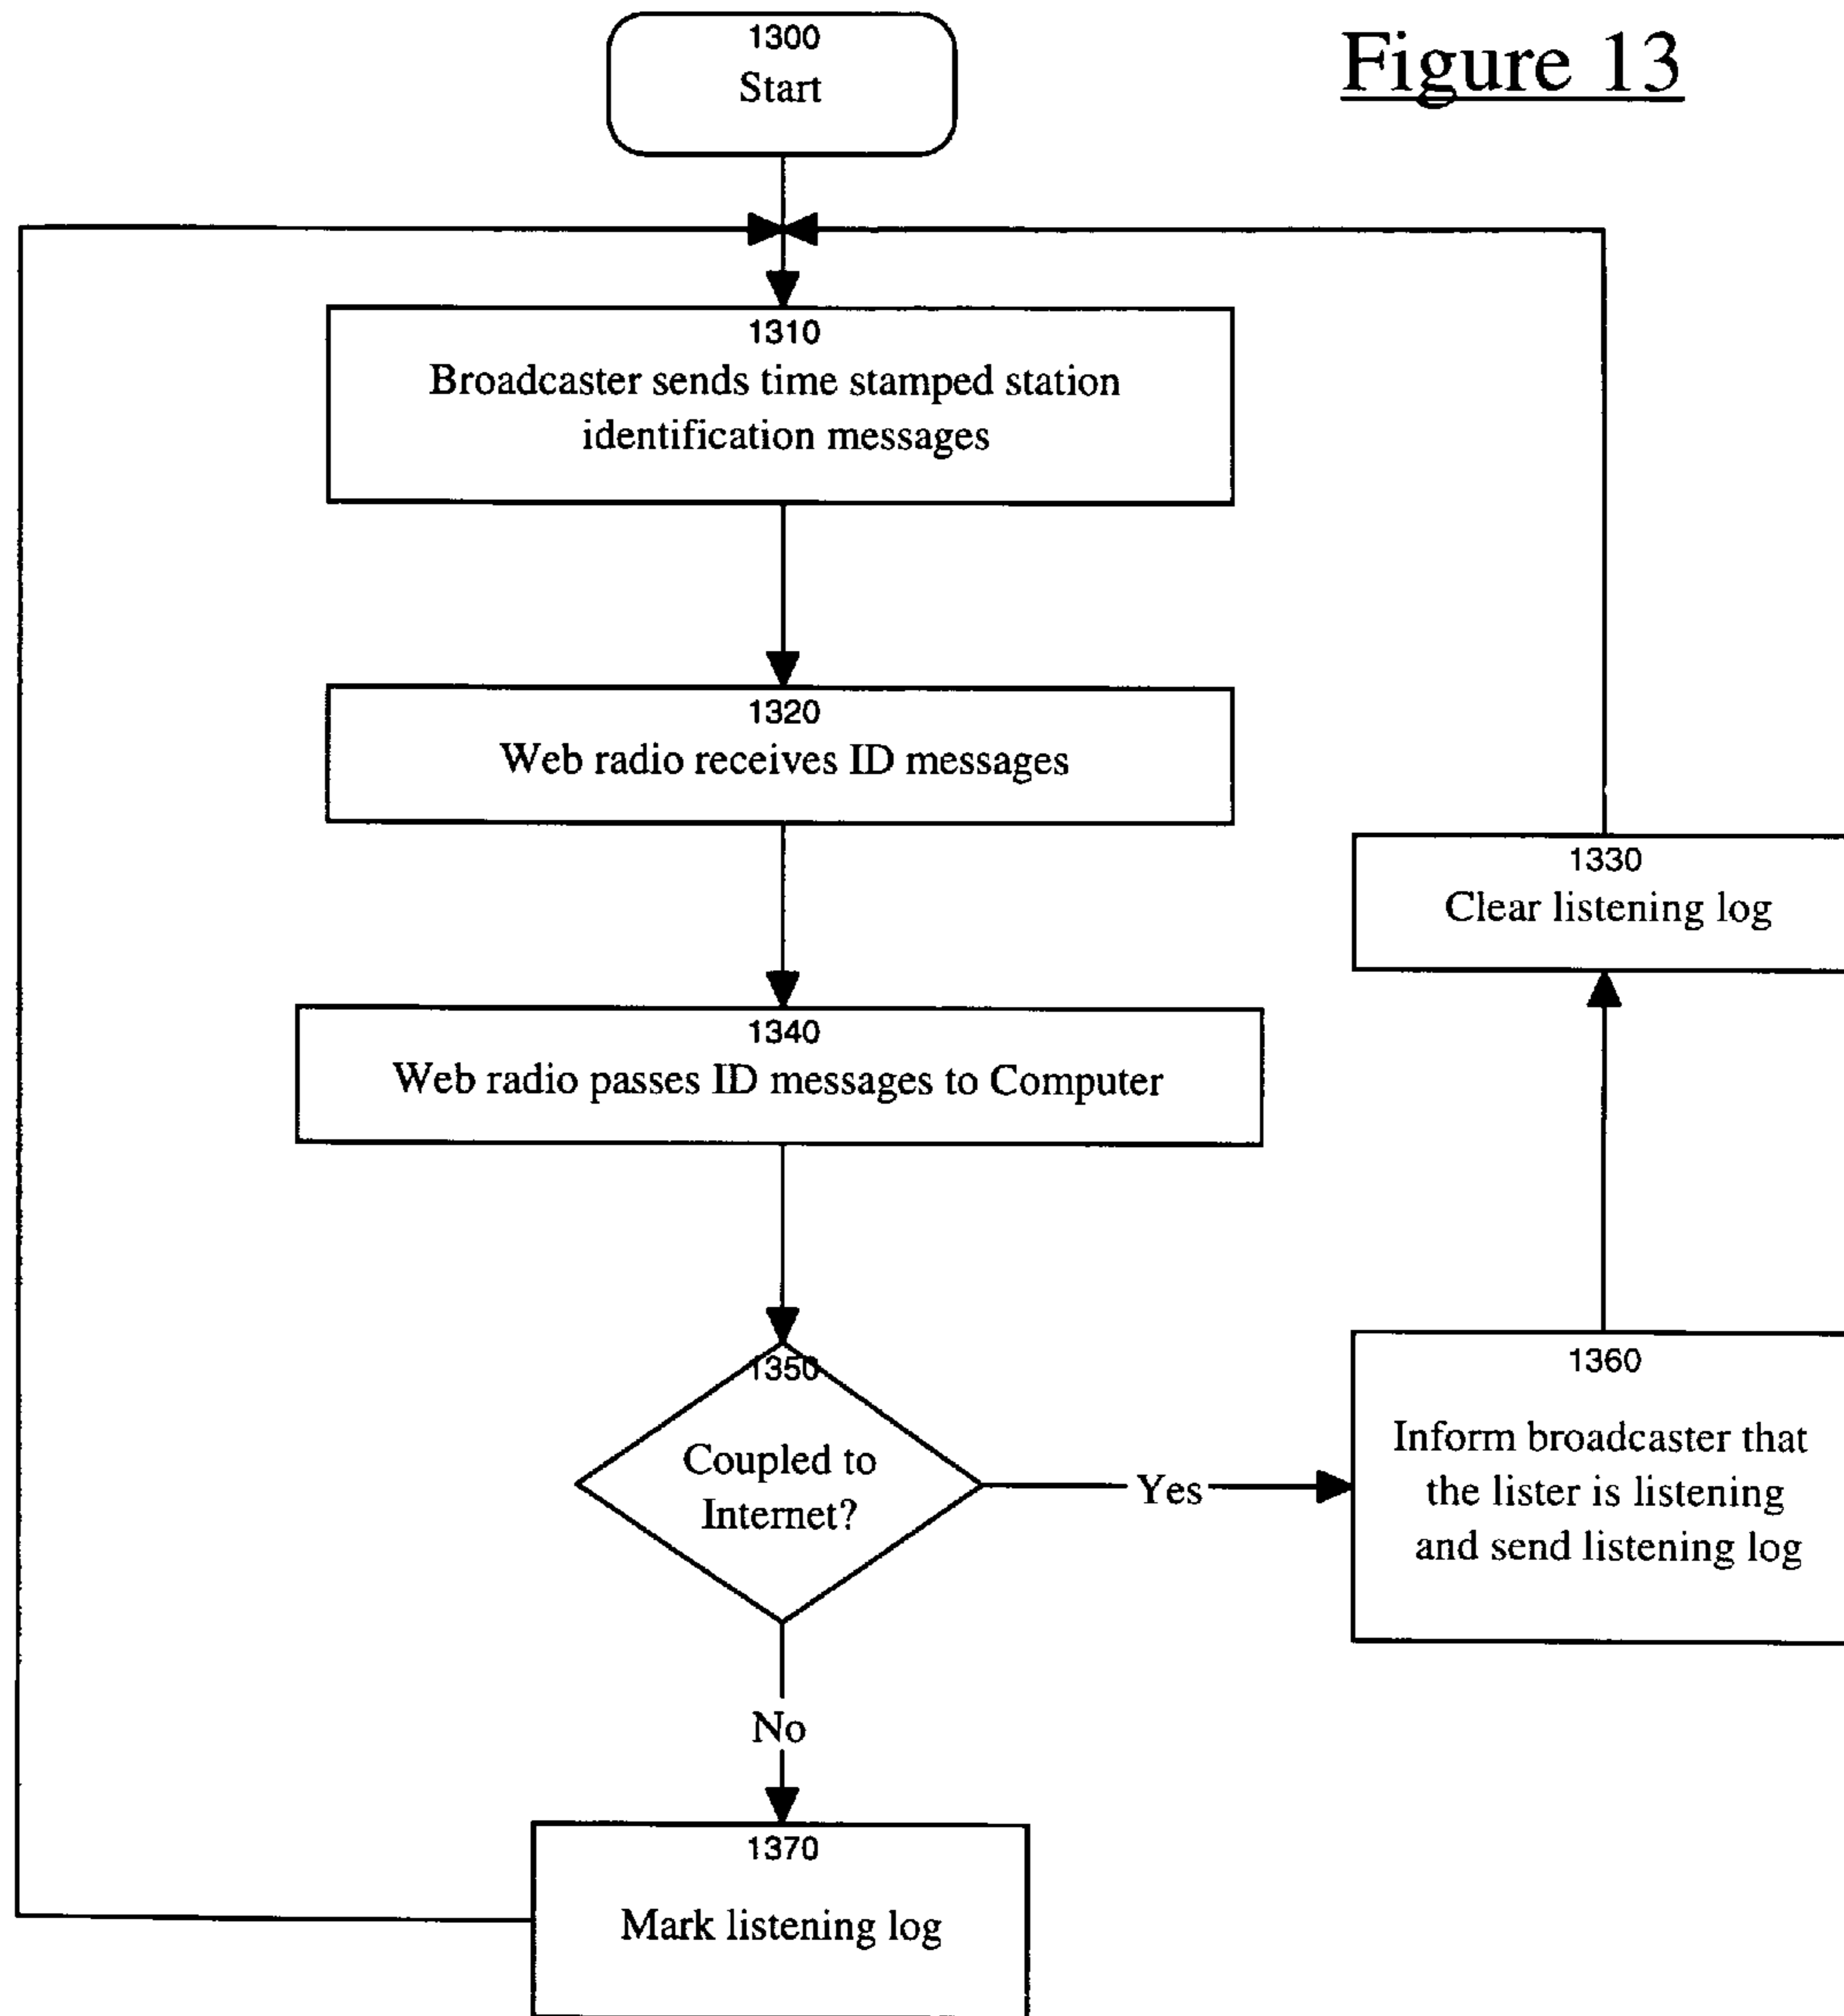 Figure 13
1300
Start
1310
Broadcaster sends time stamped station
identification messages
1320
Web radio receives ID messages
1330
Clear listening log
1340
Web radio passes ID messages to Computer
1350
Coupled to
Internet?
Yes
1360
Inform broadcaster that
the lister is listening
and send listening log
No
1370
Mark listening log